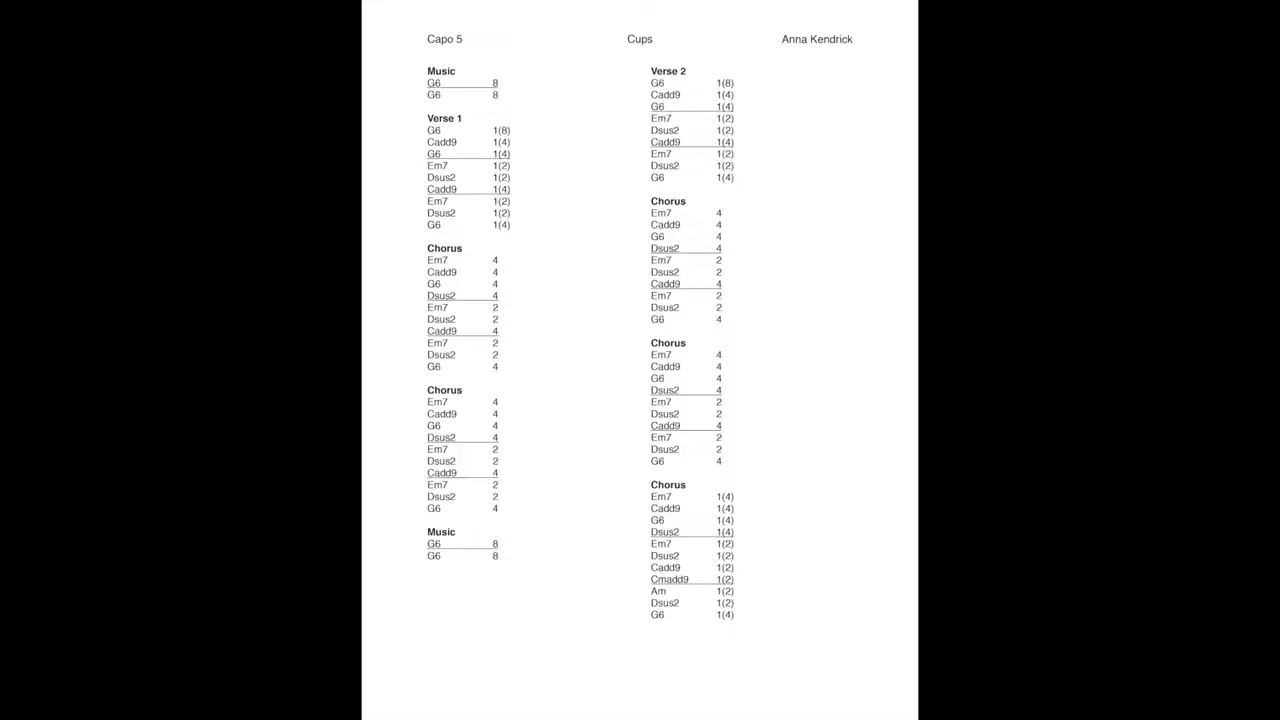 Capo 5 Cups Anna Kendrick
Music
G6 8
G6 8
Verse 1
G6 1(8)
Cadd9 1(4)
G6 1(4)
Em7 1(2)
Dsus2 1(2)
Cadd9 1(4)
Em7 1(2)
Dsus2 1(2)
G6 1(4)
Chorus
Em7 4
Cadd9 4
G6 4
Dsus2 4
Em7 2
Dsus2 2
Cadd9 4
Em7 2
Dsus2 2
G6 4
Chorus
Em7 4
Cadd9 4
G6 4
Dsus2 4
Em7 2
Dsus2 2
Cadd9 4
Em7 2
Dsus2 2
G6 4
Music
G6 8
G6 8
Verse 2
G6 1(8)
Cadd9 1(4)
G6 1(4)
Em7 1(2)
Dsus2 1(2)
Cadd9 1(4)
Em7 1(2)
Dsus2 1(2)
G6 1(4)
Chorus
Em7 4
Cadd9 4
G6 4
Dsus2 4
Em7 2
Dsus2 2
Cadd9 4
Em7 2
Dsus2 2
G6 4
Chorus
Em7 4
Cadd9 4
G6 4
Dsus2 4
Em7 2
Dsus2 2
Cadd9 4
Em7 2
Dsus2 2
G6 4
Chorus
Em7 1(4)
Cadd9 1(4)
G6 1(4)
Dsus2 1(4)
Em7 1(2)
Dsus2 1(2)
Cadd9 1(2)
Cmadd9 1(2)
Am 1(2)
Dsus2 1(2)
G6 1(4)